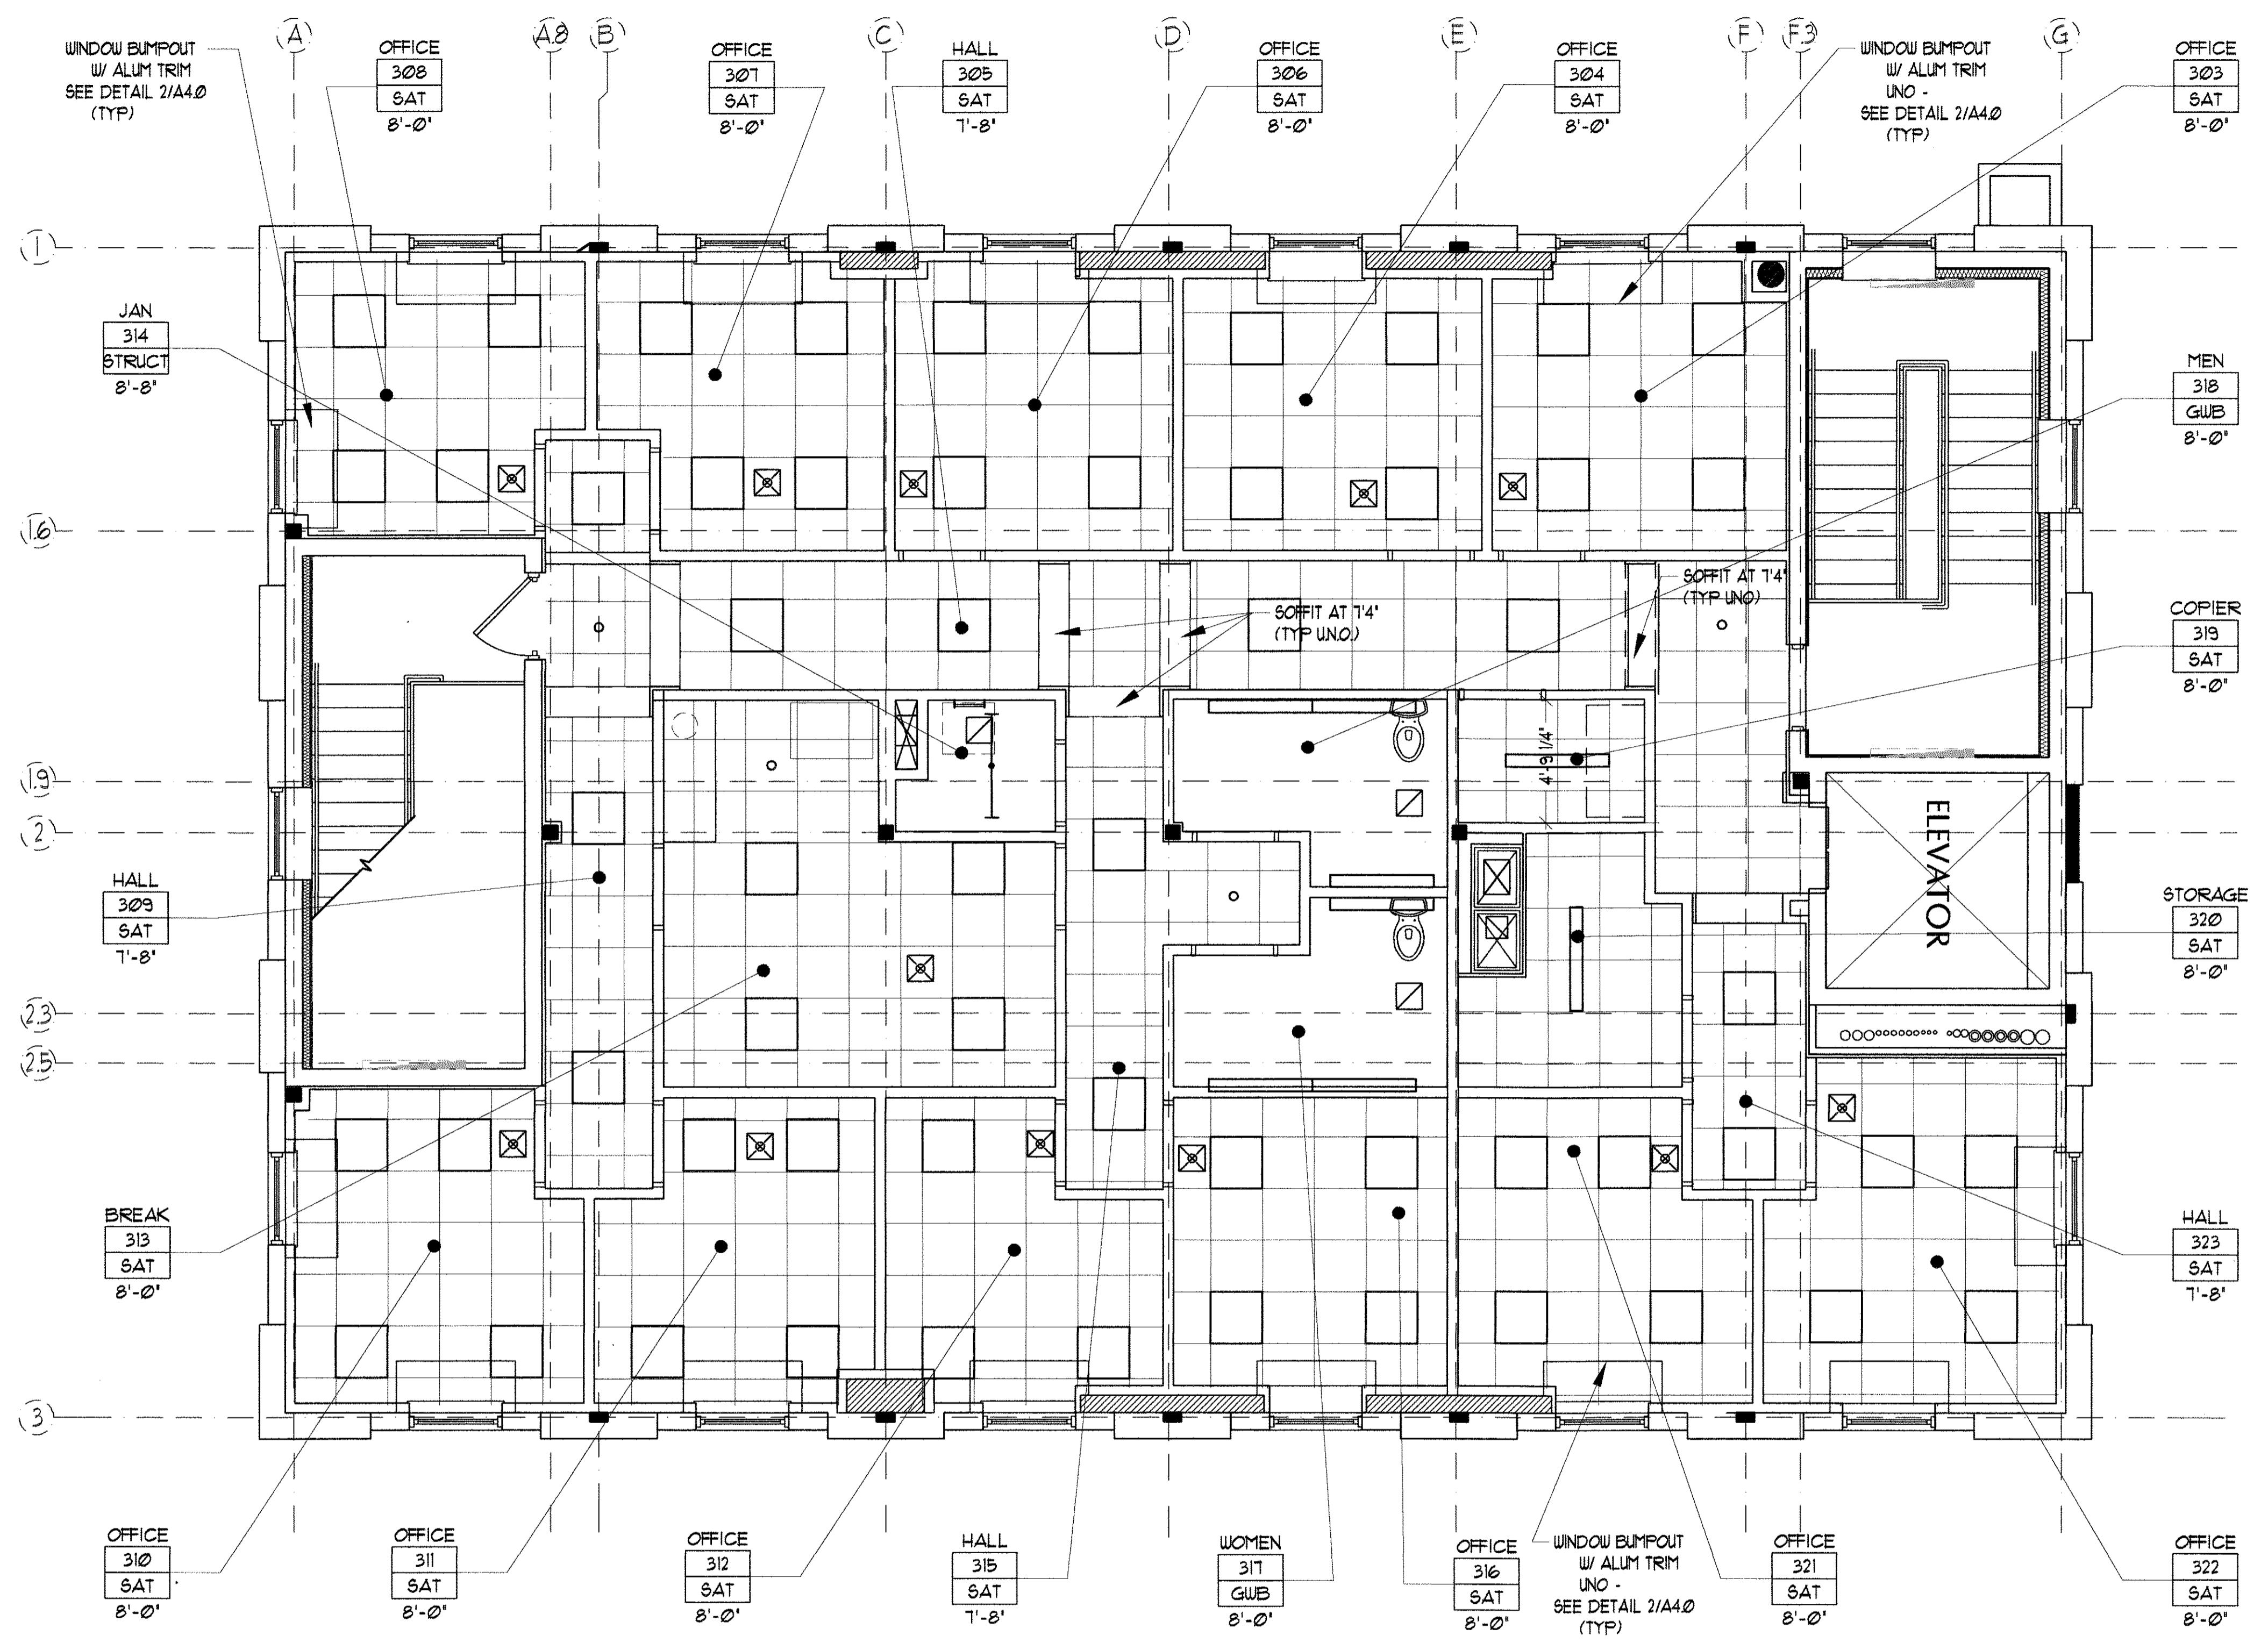 A
A.8
B
C
D
E
F
F.3
G
WINDOW BUMPOUT
W/ ALUM TRIM
SEE DETAIL 2/A4.0
(TYP)
OFFICE
308
SAT
8'-0"
OFFICE
307
SAT
8'-0"
HALL
305
SAT
7'-8"
OFFICE
306
SAT
8'-0"
OFFICE
304
SAT
8'-0"
WINDOW BUMPOUT
W/ ALUM TRIM
UNO -
SEE DETAIL 2/A4.0
(TYP)
OFFICE
303
SAT
8'-0"
1
JAN
314
STRUCT
8'-8"
MEN
318
GWB
8'-0"
1.6
SOFFIT AT 7'4"
(TYP UNO)
SOFFIT AT 7'4"
(TYP U.N.O.)
COPIER
319
SAT
8'-0"
4'-9 1/4"
1.9
2
ELEVATOR
HALL
309
SAT
7'-8"
STORAGE
320
SAT
8'-0"
2.3
2.5
BREAK
313
SAT
8'-0"
HALL
323
SAT
7'-8"
3
OFFICE
310
SAT
8'-0"
OFFICE
311
SAT
8'-0"
OFFICE
312
SAT
8'-0"
HALL
315
SAT
7'-8"
WOMEN
317
GWB
8'-0"
OFFICE
316
SAT
8'-0"
WINDOW BUMPOUT
W/ ALUM TRIM
UNO -
SEE DETAIL 2/A4.0
(TYP)
OFFICE
321
SAT
8'-0"
OFFICE
322
SAT
8'-0"